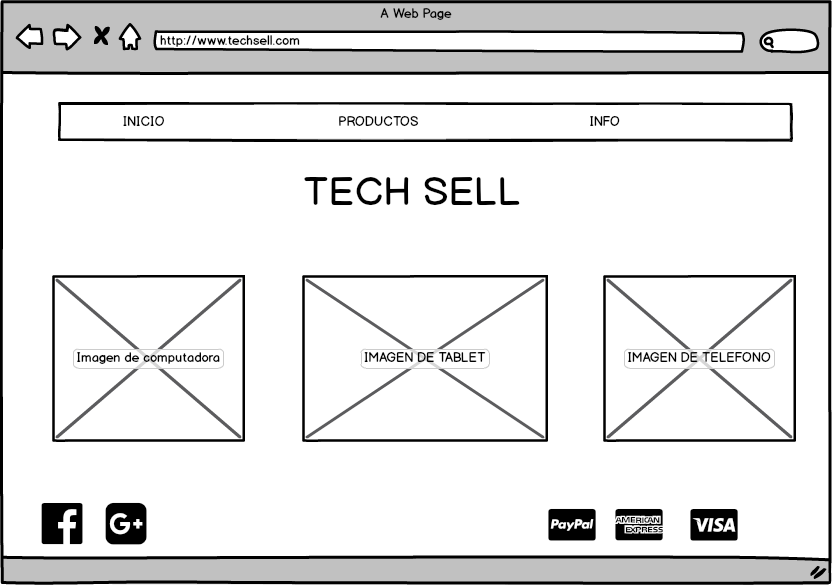 A Web Page
http://www.techsell.com
INICIO PRODUCTOS INFO
TECH SELL
Imagen de computadora IMAGEN DE TABLET IMAGEN DE TELEFONO
f G+ PayPal AMERICAN EXPRESS VISA